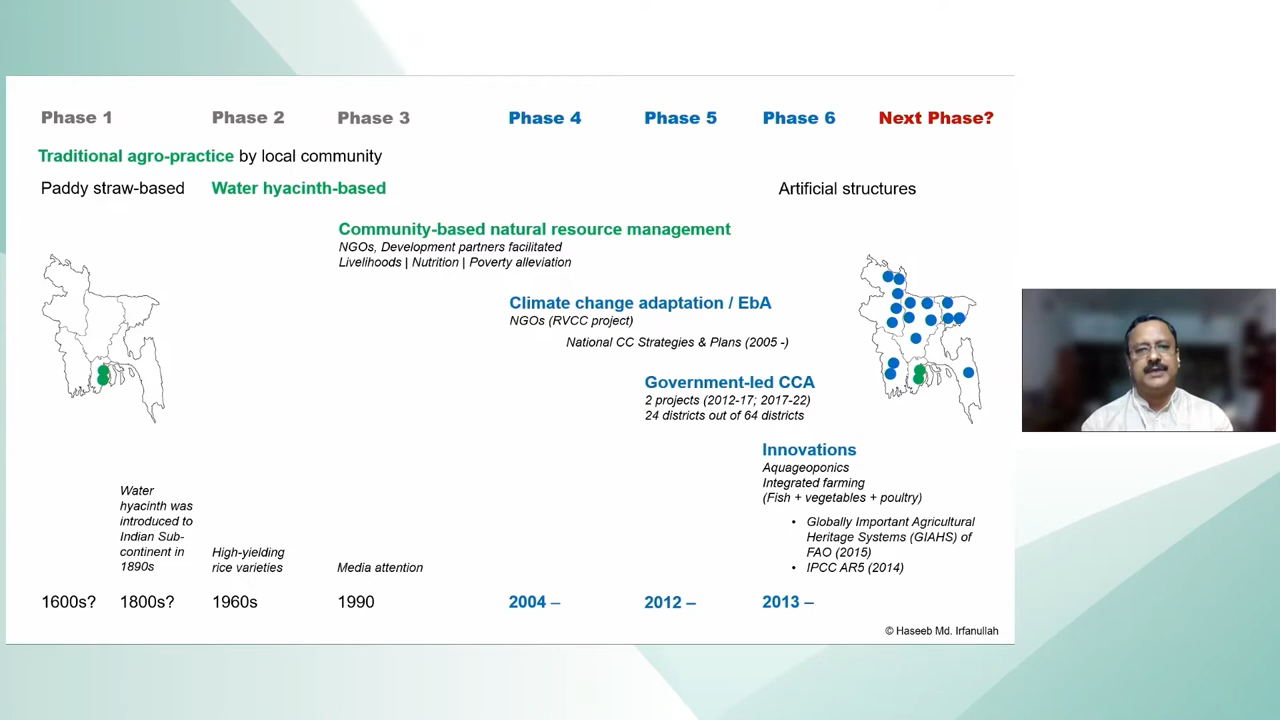 Phase 1 Phase 2 Phase 3 Phase 4 Phase 5 Phase 6 Next Phase?
Traditional agro-practice by local community
Paddy straw-based Water hyacinth-based Artificial structures
Community-based natural resource management
NGOs, Development partners facilitated
Livelihoods | Nutrition | Poverty alleviation
Climate change adaptation / EbA
NGOs (RVCC project)
National CC Strategies & Plans (2005 -)
Government-led CCA
2 projects (2012-17; 2017-22)
24 districts out of 64 districts
Innovations
Aquageoponics
Integrated farming
(Fish + vegetables + poultry)
• Globally Important Agricultural
Heritage Systems (GIAHS) of
FAO (2015)
• IPCC AR5 (2014)
Water
hyacinth was
introduced to
Indian Sub-
continent in
1890s
High-yielding
rice varieties
Media attention
1600s? 1800s? 1960s 1990 2004 – 2012 – 2013 –
© Haseeb Md. Irfanullah